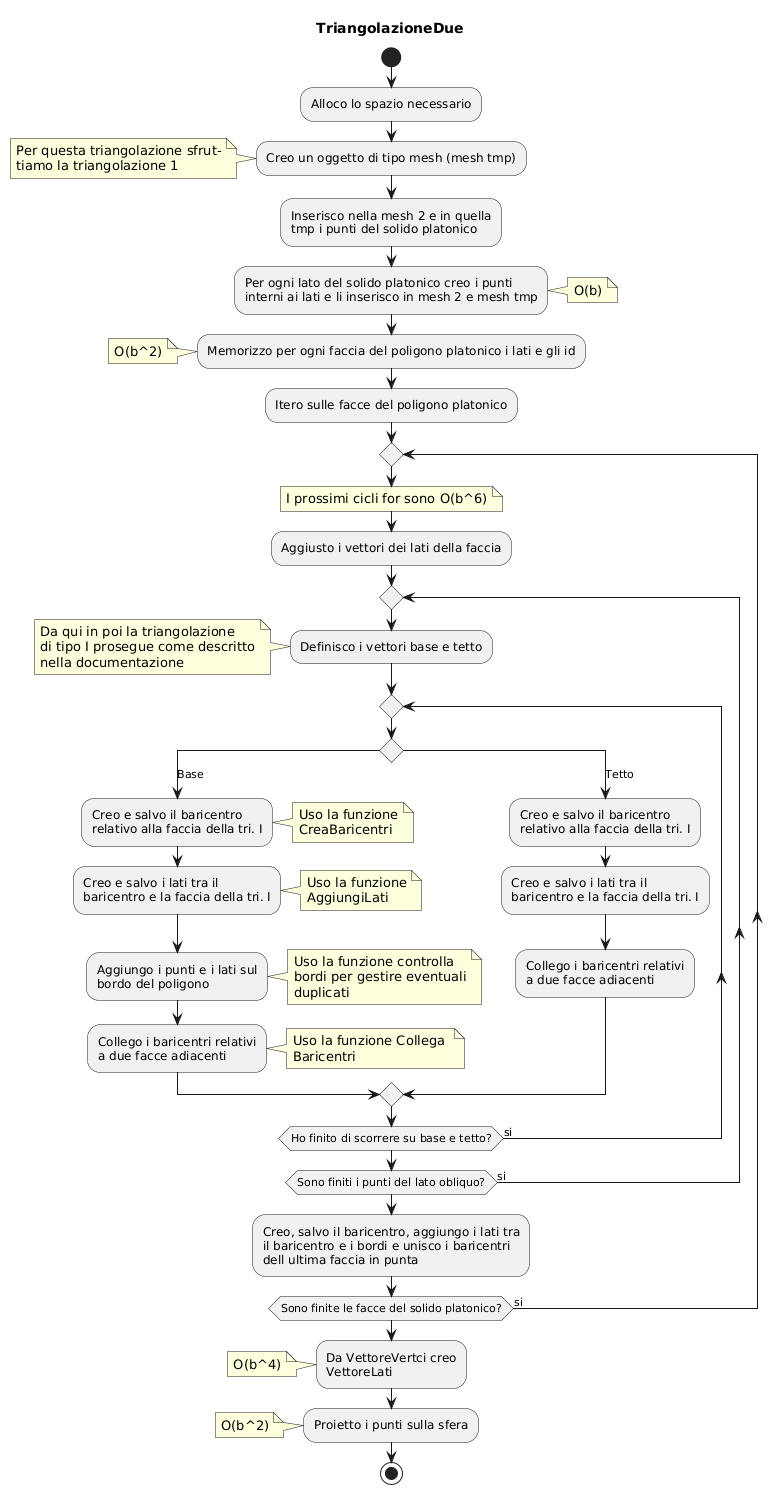 TriangolazioneDue
Alloco lo spazio necessario
Per questa triangolazione sfrut-
tiamo la triangolazione 1
Creo un oggetto di tipo mesh (mesh tmp)
Inserisco nella mesh 2 e in quella
tmp i punti del solido platonico
Per ogni lato del solido platonico creo i punti
interni ai lati e li inserisco in mesh 2 e mesh tmp
O(b)
O(b^2)
Memorizzo per ogni faccia del poligono platonico i lati e gli id
Itero sulle facce del poligono platonico
I prossimi cicli for sono O(b^6)
Aggiusto i vettori dei lati della faccia
Da qui in poi la triangolazione
di tipo I prosegue come descritto
nella documentazione
Definisco i vettori base e tetto
Base
Creo e salvo il baricentro
relativo alla faccia della tri. I
Uso la funzione
CreaBaricentri
Creo e salvo i lati tra il
baricentro e la faccia della tri. I
Uso la funzione
AggiungiLati
Aggiungo i punti e i lati sul
bordo del poligono
Uso la funzione controlla
bordi per gestire eventuali
duplicati
Collego i baricentri relativi
a due facce adiacenti
Uso la funzione Collega
Baricentri
Tetto
Creo e salvo il baricentro
relativo alla faccia della tri. I
Creo e salvo i lati tra il
baricentro e la faccia della tri. I
Collego i baricentri relativi
a due facce adiacenti
Ho finito di scorrere su base e tetto?
si
Sono finiti i punti del lato obliquo?
si
Creo, salvo il baricentro, aggiungo i lati tra
il baricentro e i bordi e unisco i baricentri
dell ultima faccia in punta
Sono finite le facce del solido platonico?
si
O(b^4)
Da VettoreVertci creo
VettoreLati
O(b^2)
Proietto i punti sulla sfera